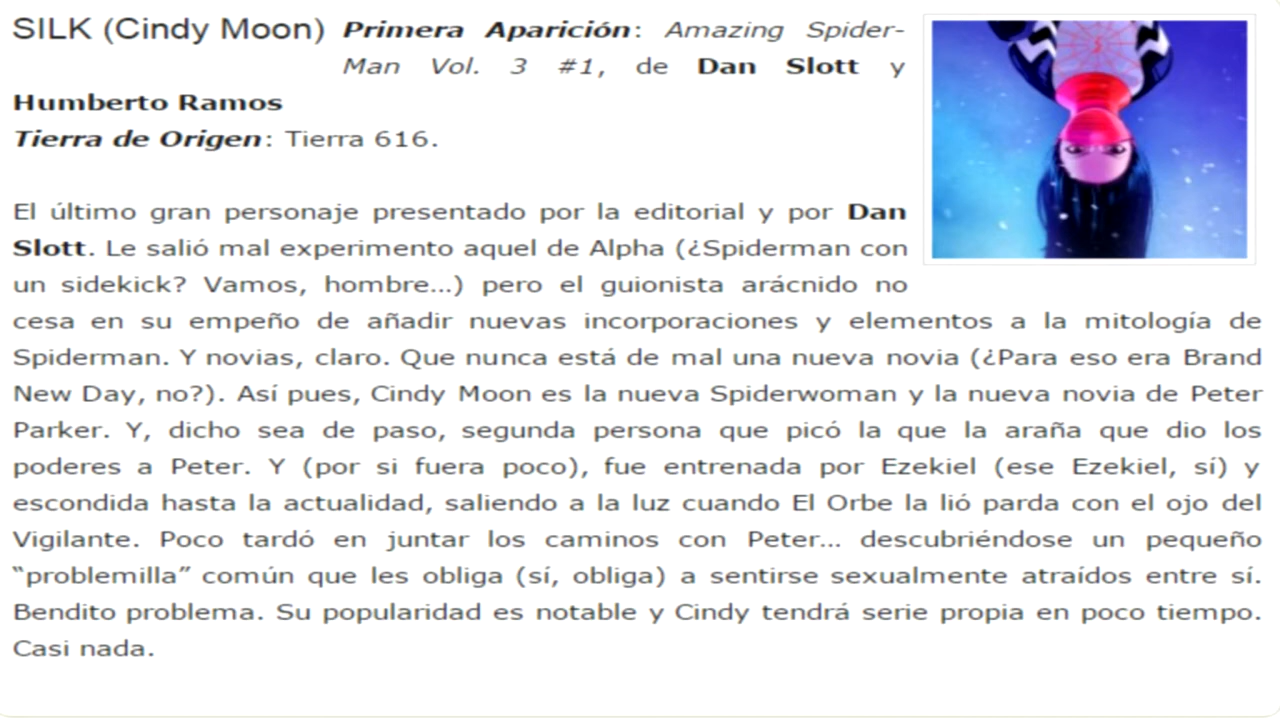 SILK (Cindy Moon) Primera Aparición: Amazing Spider-
Man Vol. 3 #1, de Dan Slott y
Humberto Ramos
Tierra de Origen: Tierra 616.
El último gran personaje presentado por la editorial y por Dan
Slott. Le salió mal experimento aquel de Alpha (¿Spiderman con
un sidekick? Vamos, hombre...) pero el guionista arácnido no
cesa en su empeño de añadir nuevas incorporaciones y elementos a la mitología de
Spiderman. Y novias, claro. Que nunca está de mal una nueva novia (¿Para eso era Brand
New Day, no?). Así pues, Cindy Moon es la nueva Spiderwoman y la nueva novia de Peter
Parker. Y, dicho sea de paso, segunda persona que picó la que la araña que dio los
poderes a Peter. Y (por si fuera poco), fue entrenada por Ezekiel (ese Ezekiel, sí) y
escondida hasta la actualidad, saliendo a la luz cuando El Orbe la lió parda con el ojo del
Vigilante. Poco tardó en juntar los caminos con Peter... descubriéndose un pequeño
“problemilla” común que les obliga (sí, obliga) a sentirse sexualmente atraídos entre sí.
Bendito problema. Su popularidad es notable y Cindy tendrá serie propia en poco tiempo.
Casi nada.